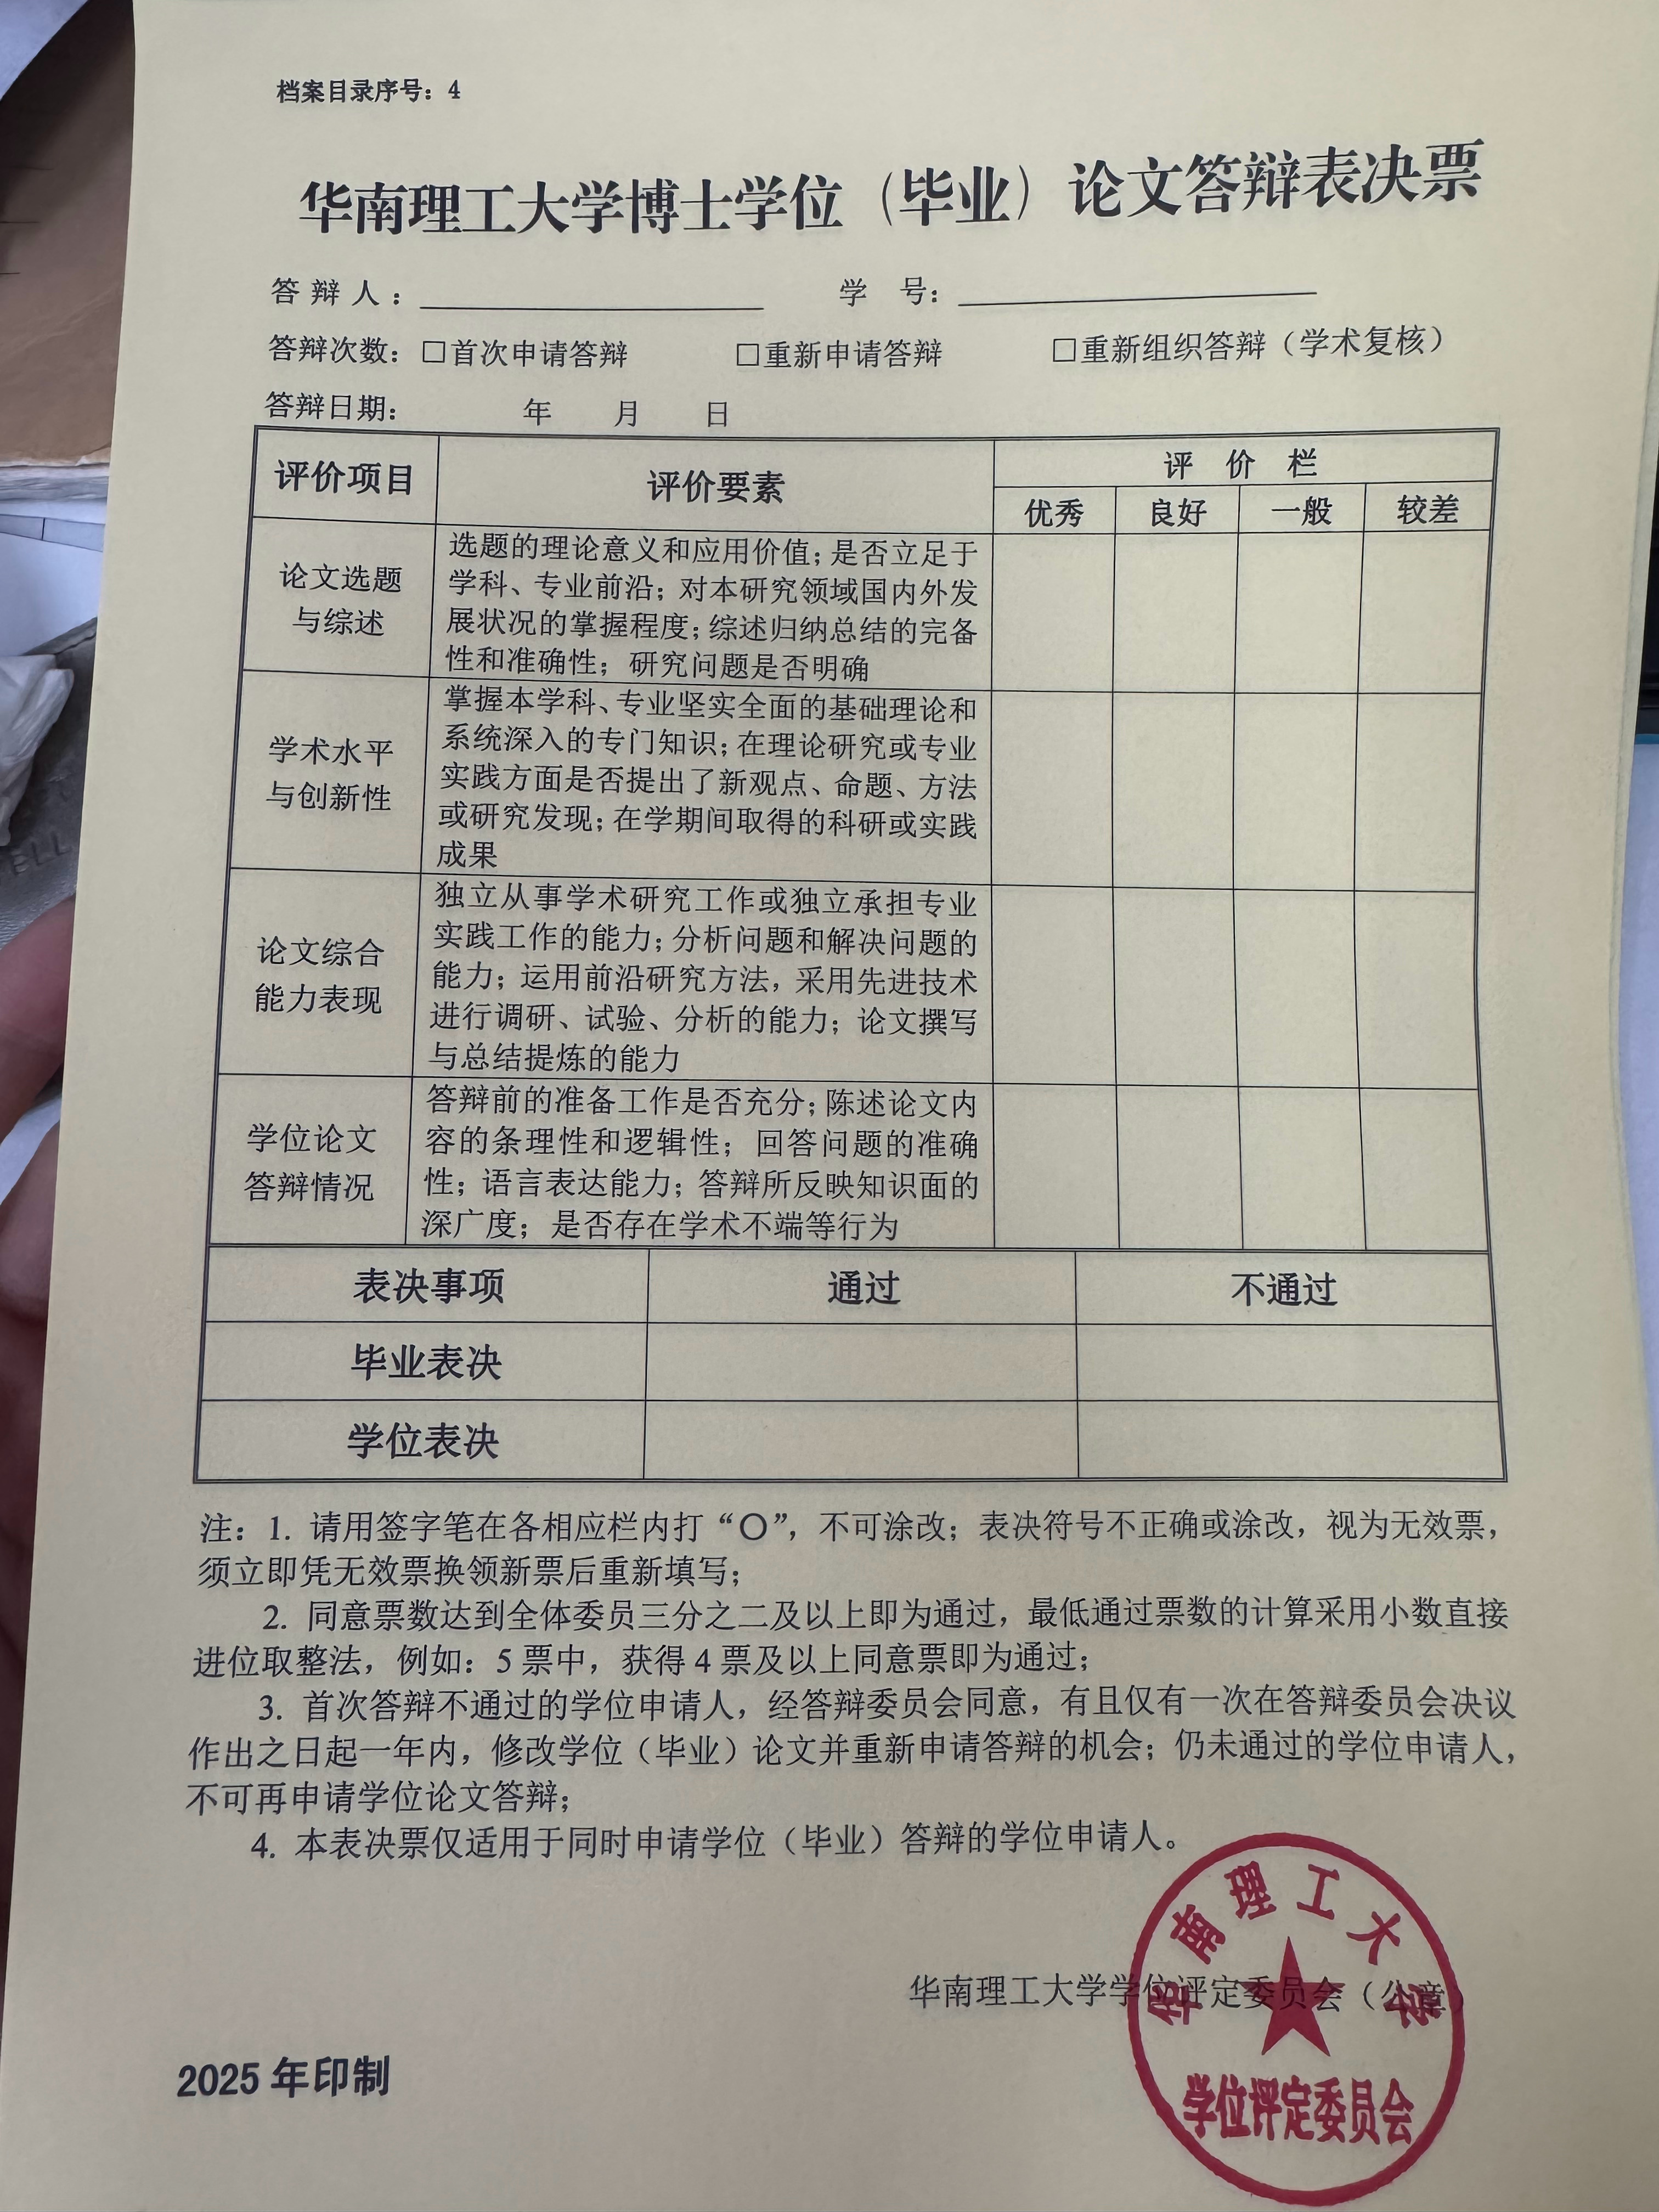 档案目录序号：4
华南理工大学博士学位（毕业）论文答辩表决票
答 辩 人：
学　号：
答辩次数：□首次申请答辩　□重新申请答辩　□重新组织答辩（学术复核）
答辩日期：　年　月　日
评价项目
评价要素
评 价 栏
优秀
良好
一般
较差
论文选题
与综述
选题的理论意义和应用价值；是否立足于
学科、专业前沿；对本研究领域国内外发
展状况的掌握程度；综述归纳总结的完备
性和准确性；研究问题是否明确
学术水平
与创新性
掌握本学科、专业坚实全面的基础理论和
系统深入的专门知识；在理论研究或专业
实践方面是否提出了新观点、命题、方法
或研究发现；在学期间取得的科研或实践
成果
论文综合
能力表现
独立从事学术研究工作或独立承担专业
实践工作的能力；分析问题和解决问题的
能力；运用前沿研究方法，采用先进技术
进行调研、试验、分析的能力；论文撰写
与总结提炼的能力
学位论文
答辩情况
答辩前的准备工作是否充分；陈述论文内
容的条理性和逻辑性；回答问题的准确
性；语言表达能力；答辩所反映知识面的
深广度；是否存在学术不端等行为
表决事项
通过
不通过
毕业表决
学位表决
注：1. 请用签字笔在各相应栏内打“〇”，不可涂改；表决符号不正确或涂改，视为无效票，
须立即凭无效票换领新票后重新填写；
2. 同意票数达到全体委员三分之二及以上即为通过，最低通过票数的计算采用小数直接
进位取整法，例如：5 票中，获得 4 票及以上同意票即为通过；
3. 首次答辩不通过的学位申请人，经答辩委员会同意，有且仅有一次在答辩委员会决议
作出之日起一年内，修改学位（毕业）论文并重新申请答辩的机会；仍未通过的学位申请人，
不可再申请学位论文答辩；
4. 本表决票仅适用于同时申请学位（毕业）答辩的学位申请人。
华南理工大学学位评定委员会（公章）
华南理工大学
学位评定委员会
2025 年印制